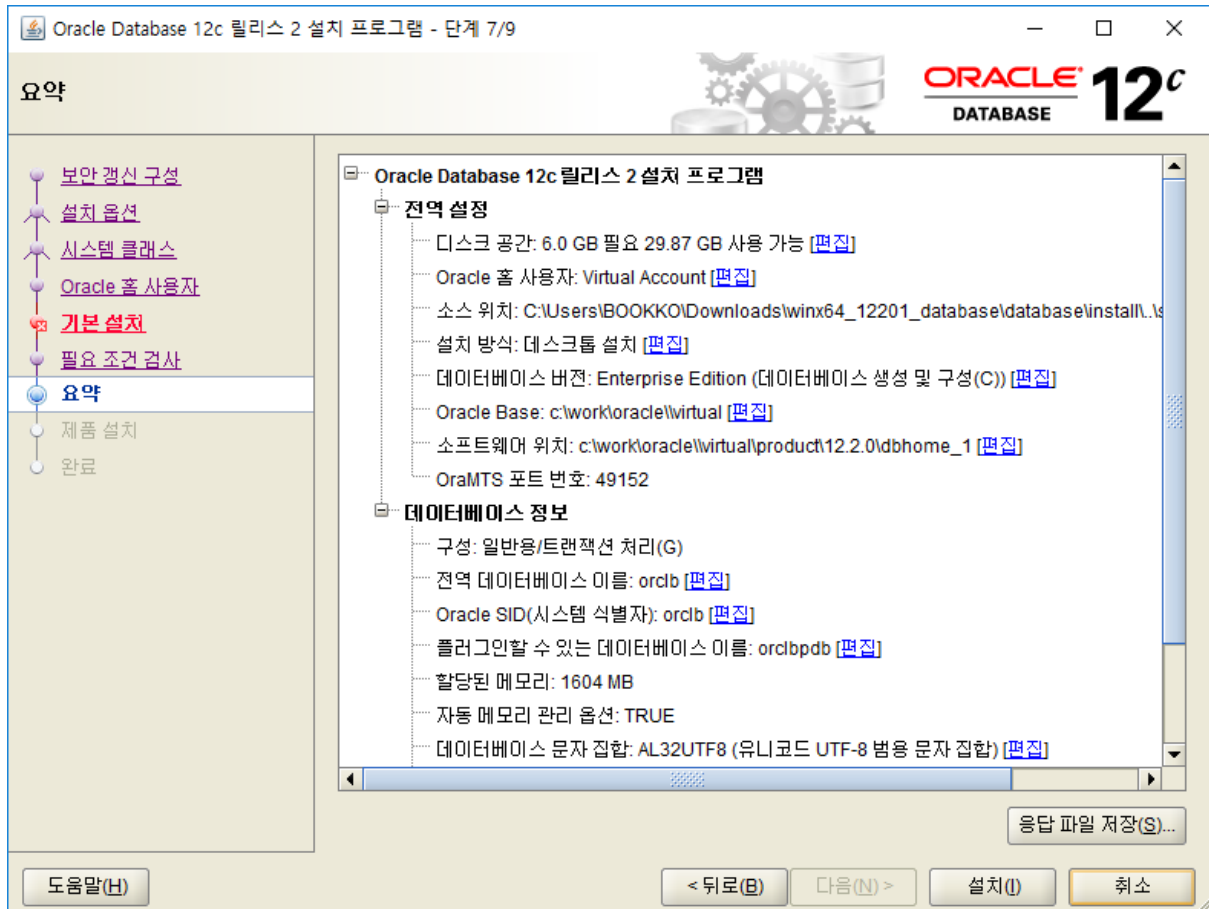 Oracle Database 12c 릴리스 2 설치 프로그램 - 단계 7/9
요약
ORACLE 12c
DATABASE
보안 갱신 구성
설치 옵션
시스템 클래스
Oracle 홈 사용자
기본 설치
필요 조건 검사
요약
제품 설치
완료
Oracle Database 12c 릴리스 2 설치 프로그램
전역 설정
디스크 공간: 6.0 GB 필요 29.87 GB 사용 가능 [편집]
Oracle 홈 사용자: Virtual Account [편집]
소스 위치: C:\Users\BOOKKO\Downloads\winx64_12201_database\database\install\..\s
설치 방식: 데스크톱 설치 [편집]
데이터베이스 버전: Enterprise Edition (데이터베이스 생성 및 구성(C)) [편집]
Oracle Base: c:\work\oracle\\virtual [편집]
소프트웨어 위치: c:\work\oracle\\virtual\product\12.2.0\dbhome_1 [편집]
OraMTS 포트 번호: 49152
데이터베이스 정보
구성: 일반용/트랜잭션 처리(G)
전역 데이터베이스 이름: orclb [편집]
Oracle SID(시스템 식별자): orclb [편집]
플러그인할 수 있는 데이터베이스 이름: orclbpdb [편집]
할당된 메모리: 1604 MB
자동 메모리 관리 옵션: TRUE
데이터베이스 문자 집합: AL32UTF8 (유니코드 UTF-8 범용 문자 집합) [편집]
응답 파일 저장(S)...
도움말(H)
< 뒤로(B)
다음(N) >
설치(I)
취소